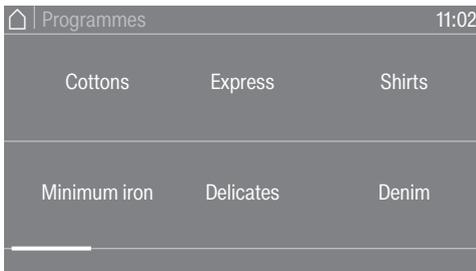 Programmes 11:02
Cottons Express Shirts
Minimum iron Delicates Denim